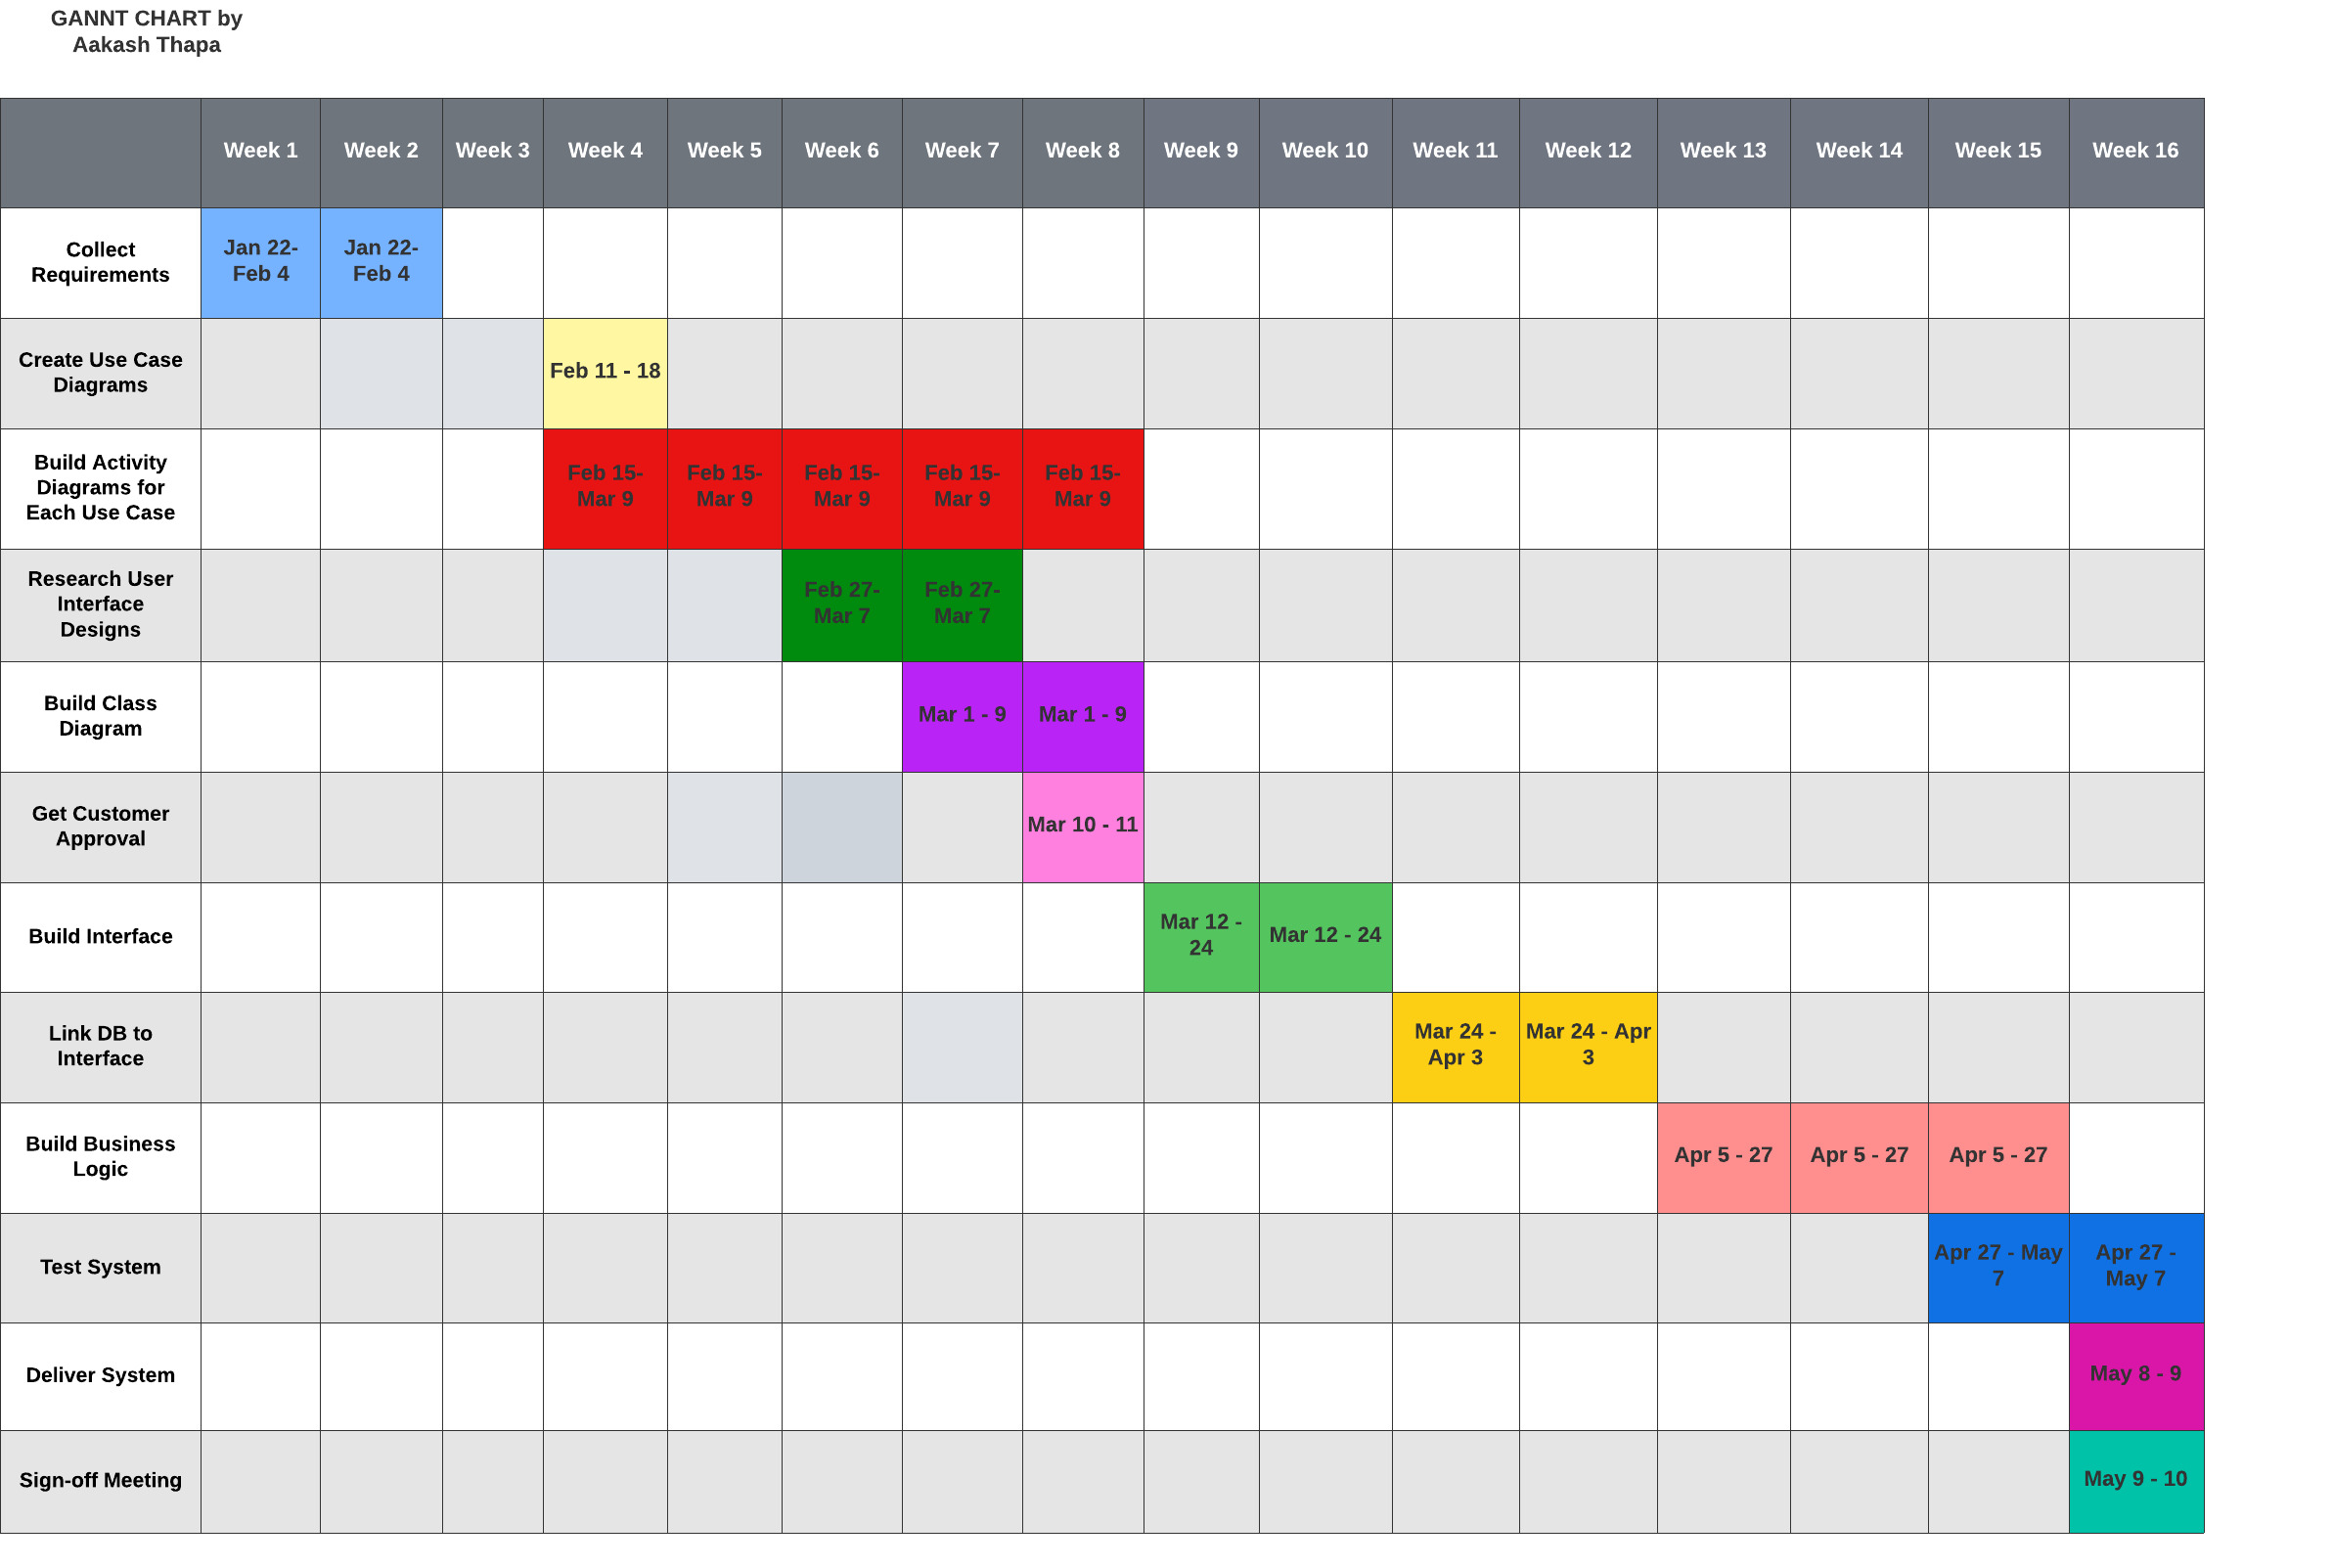 GANNT CHART by
Aakash Thapa
Week 1 Week 2 Week 3 Week 4 Week 5 Week 6 Week 7 Week 8 Week 9 Week 10 Week 11 Week 12 Week 13 Week 14 Week 15 Week 16
Collect
Requirements
Jan 22-
Feb 4
Jan 22-
Feb 4
Create Use Case
Diagrams
Feb 11 - 18
Build Activity
Diagrams for
Each Use Case
Feb 15-
Mar 9
Feb 15-
Mar 9
Feb 15-
Mar 9
Feb 15-
Mar 9
Feb 15-
Mar 9
Research User
Interface
Designs
Feb 27-
Mar 7
Feb 27-
Mar 7
Build Class
Diagram
Mar 1 - 9
Mar 1 - 9
Get Customer
Approval
Mar 10 - 11
Build Interface
Mar 12 -
24
Mar 12 - 24
Link DB to
Interface
Mar 24 -
Apr 3
Mar 24 - Apr
3
Build Business
Logic
Apr 5 - 27
Apr 5 - 27
Apr 5 - 27
Test System
Apr 27 - May
7
Apr 27 -
May 7
Deliver System
May 8 - 9
Sign-off Meeting
May 9 - 10